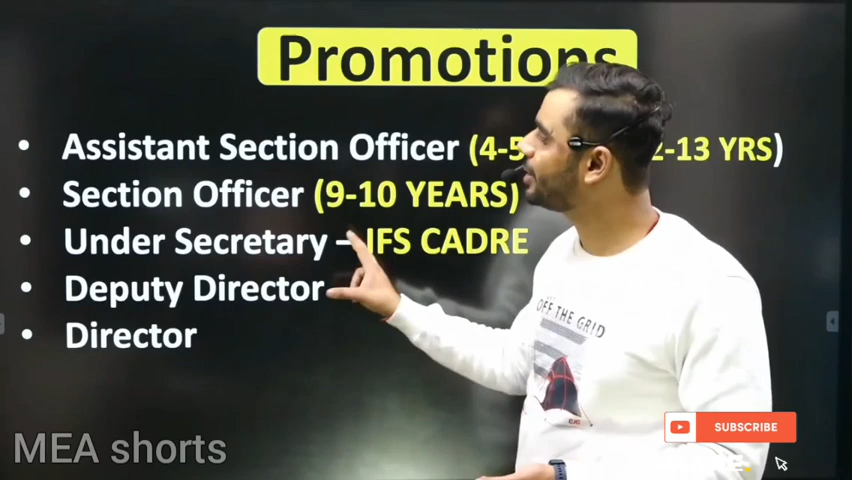 Promotions
• Assistant Section Officer (4-5 2-13 YRS)
• Section Officer (9-10 YEARS)
• Under Secretary – IFS CADRE
• Deputy Director
• Director
OFF THE GRID
SUBSCRIBE
MEA shorts